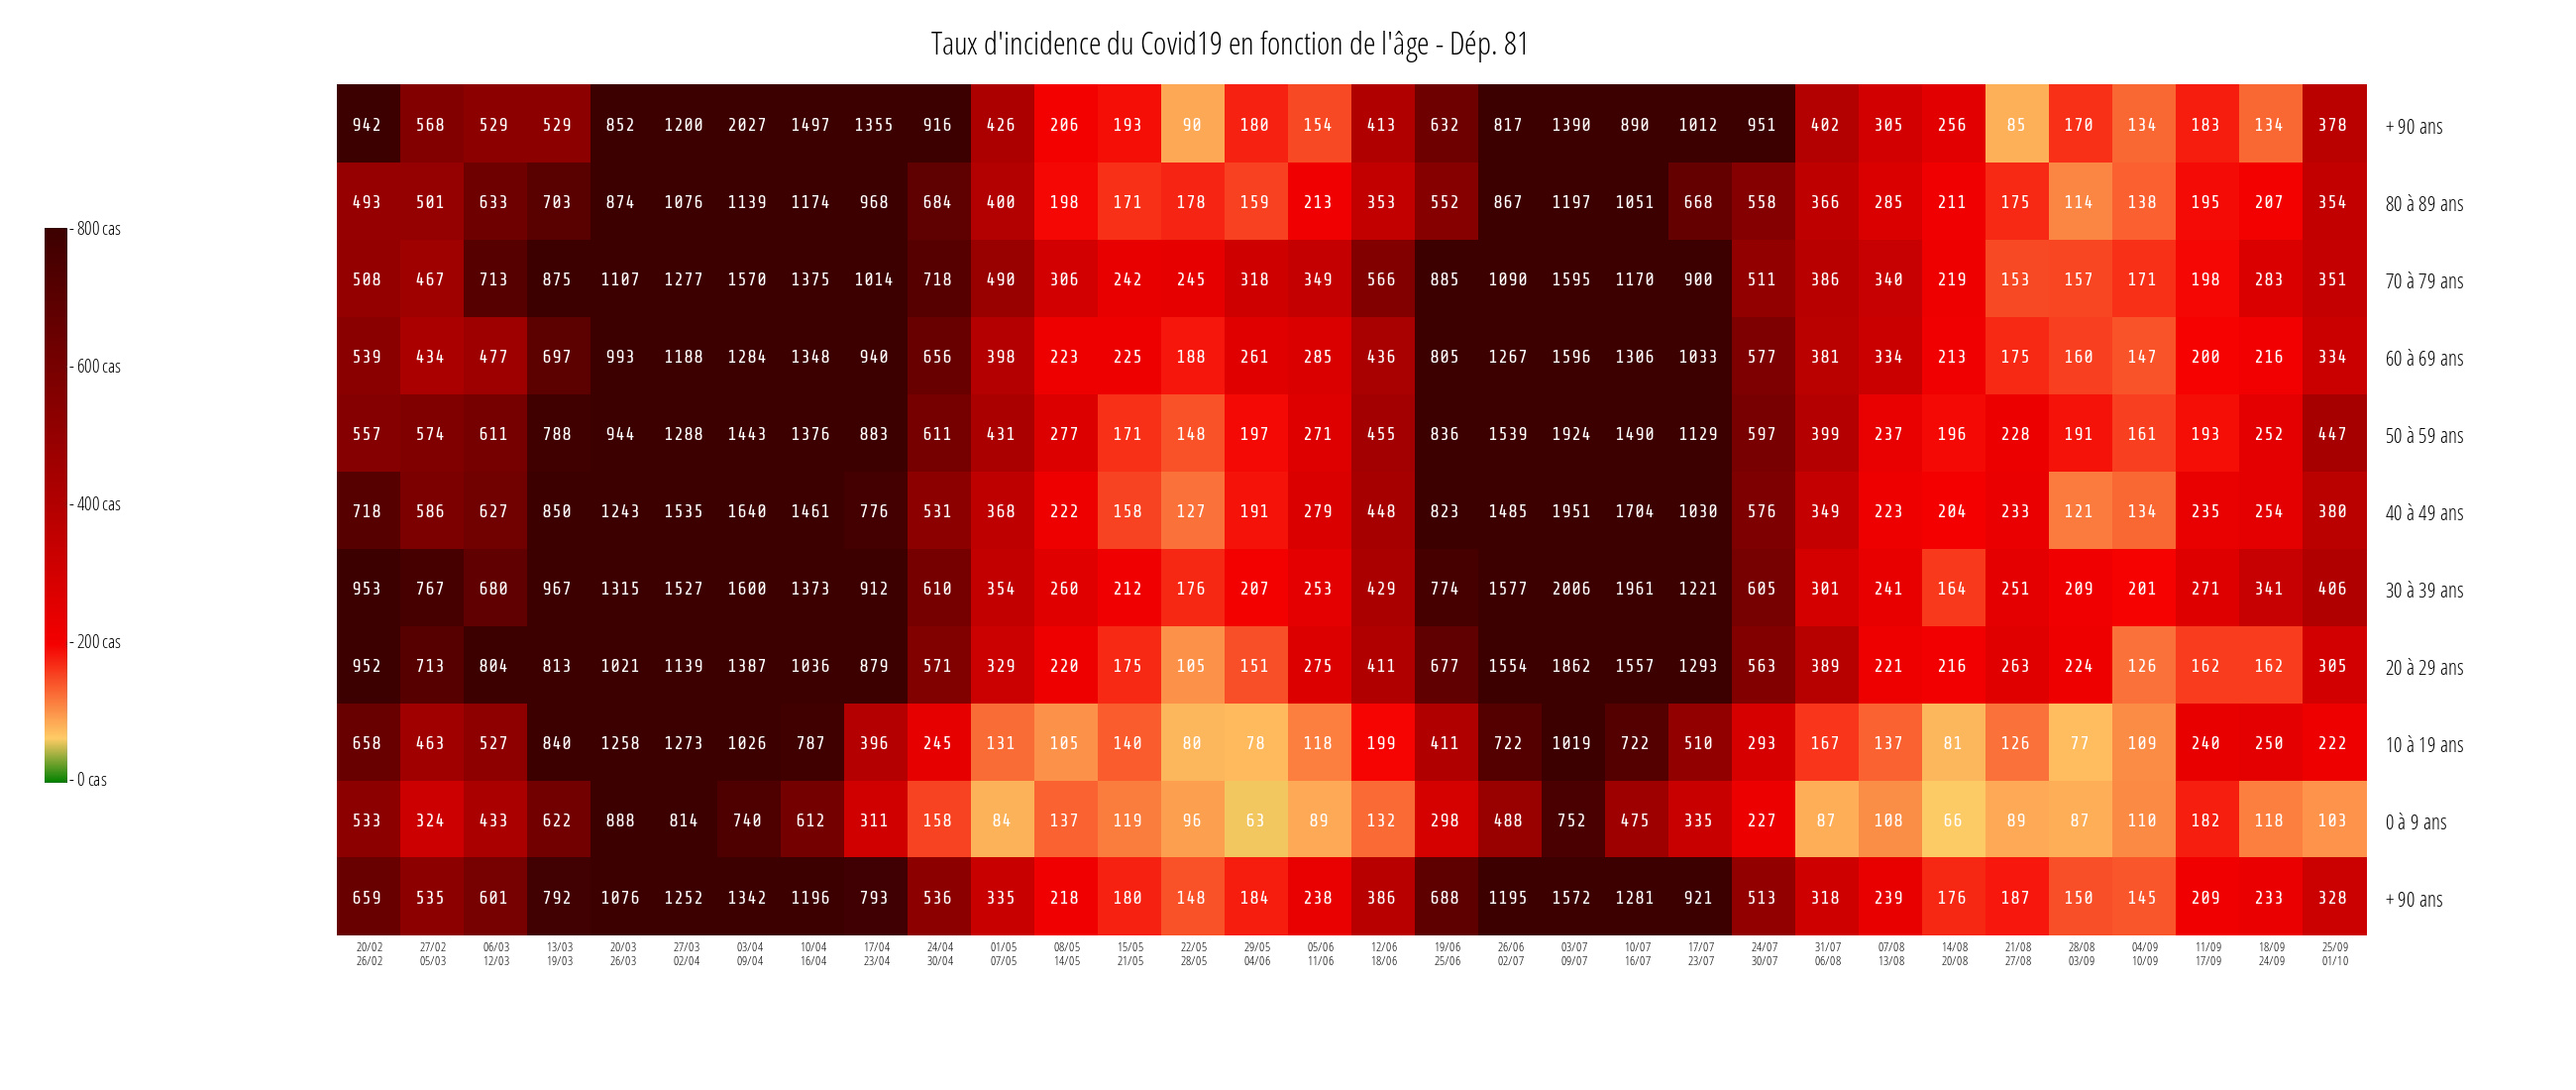 Taux d'incidence du Covid19 en fonction de l'âge - Dép. 81
- 800 cas
- 600 cas
- 400 cas
- 200 cas
- 0 cas
942 568 529 529 852 1200 2027 1497 1355 916 426 206 193 90 180 154 413 632 817 1390 890 1012 951 402 305 256 85 170 134 183 134 378 + 90 ans
493 501 633 703 874 1076 1139 1174 968 684 400 198 171 178 159 213 353 552 867 1197 1051 668 558 366 285 211 175 114 138 195 207 354 80 à 89 ans
508 467 713 875 1107 1277 1570 1375 1014 718 490 306 242 245 318 349 566 885 1090 1595 1170 900 511 386 340 219 153 157 171 198 283 351 70 à 79 ans
539 434 477 697 993 1188 1284 1348 940 656 398 223 225 188 261 285 436 805 1267 1596 1306 1033 577 381 334 213 175 160 147 200 216 334 60 à 69 ans
557 574 611 788 944 1288 1443 1376 883 611 431 277 171 148 197 271 455 836 1539 1924 1490 1129 597 399 237 196 228 191 161 193 252 447 50 à 59 ans
718 586 627 850 1243 1535 1640 1461 776 531 368 222 158 127 191 279 448 823 1485 1951 1704 1030 576 349 223 204 233 121 134 235 254 380 40 à 49 ans
953 767 680 967 1315 1527 1600 1373 912 610 354 260 212 176 207 253 429 774 1577 2006 1961 1221 605 301 241 164 251 209 201 271 341 406 30 à 39 ans
952 713 804 813 1021 1139 1387 1036 879 571 329 220 175 105 151 275 411 677 1554 1862 1557 1293 563 389 221 216 263 224 126 162 162 305 20 à 29 ans
658 463 527 840 1258 1273 1026 787 396 245 131 105 140 80 78 118 199 411 722 1019 722 510 293 167 137 81 126 77 109 240 250 222 10 à 19 ans
533 324 433 622 888 814 740 612 311 158 84 137 119 96 63 89 132 298 488 752 475 335 227 87 108 66 89 87 110 182 118 103 0 à 9 ans
659 535 601 792 1076 1252 1342 1196 793 536 335 218 180 148 184 238 386 688 1195 1572 1281 921 513 318 239 176 187 150 145 209 233 328 + 90 ans
20/02 27/02 06/03 13/03 20/03 27/03 03/04 10/04 17/04 24/04 01/05 08/05 15/05 22/05 29/05 05/06 12/06 19/06 26/06 03/07 10/07 17/07 24/07 31/07 07/08 14/08 21/08 28/08 04/09 11/09 18/09 25/09
26/02 05/03 12/03 19/03 26/03 02/04 09/04 16/04 23/04 30/04 07/05 14/05 21/05 28/05 04/06 11/06 18/06 25/06 02/07 09/07 16/07 23/07 30/07 06/08 13/08 20/08 27/08 03/09 10/09 17/09 24/09 01/10